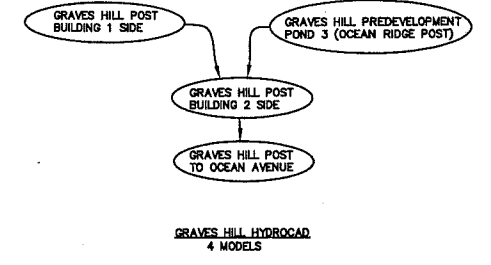 GRAVES HILL POST
BUILDING 1 SIDE
GRAVES HILL PREDEVELOPMENT
POND 3 (OCEAN RIDGE POST)
GRAVES HILL POST
BUILDING 2 SIDE
GRAVES HILL POST
TO OCEAN AVENUE
GRAVES HILL HYDROCAD
4 MODELS